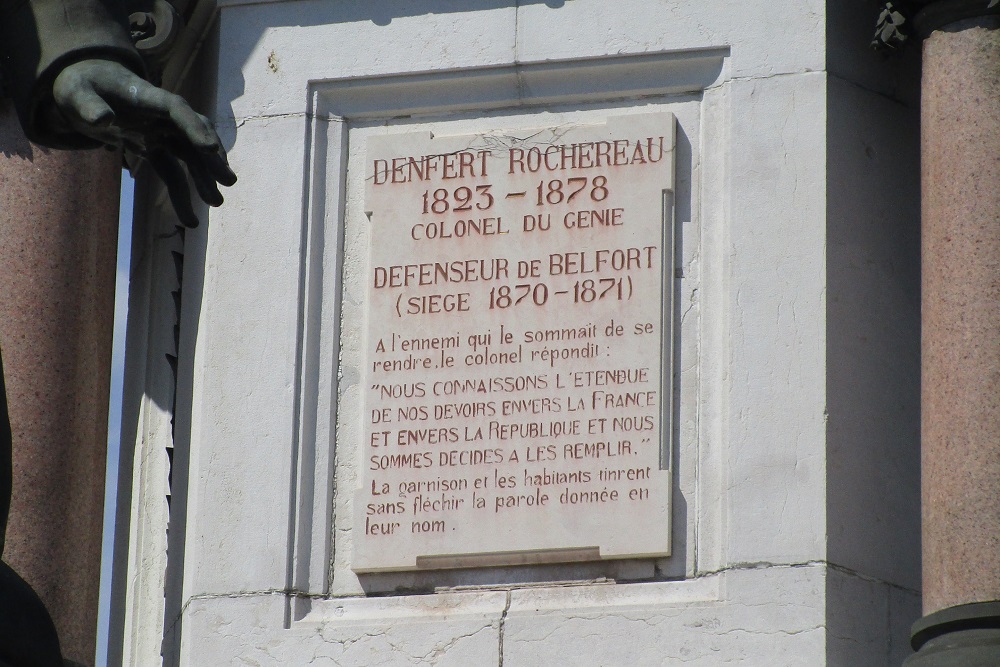 DENFERT ROCHEREAU
1823 - 1878
COLONEL DU GENIE
DEFENSEUR DE BELFORT
(SIEGE 1870-1871)
A l'ennemi qui le sommait de se
rendre.le colonel répondit :
"NOUS CONNAISSONS L'ETENDUE
DE NOS DEVOIRS ENVERS LA FRANCE
ET ENVERS LA REPUBLIQUE ET NOUS
SOMMES DECIDES A LES REMPLIR."
La garnison et les habitants tinrent
sans fléchir la parole donnée en
leur nom.